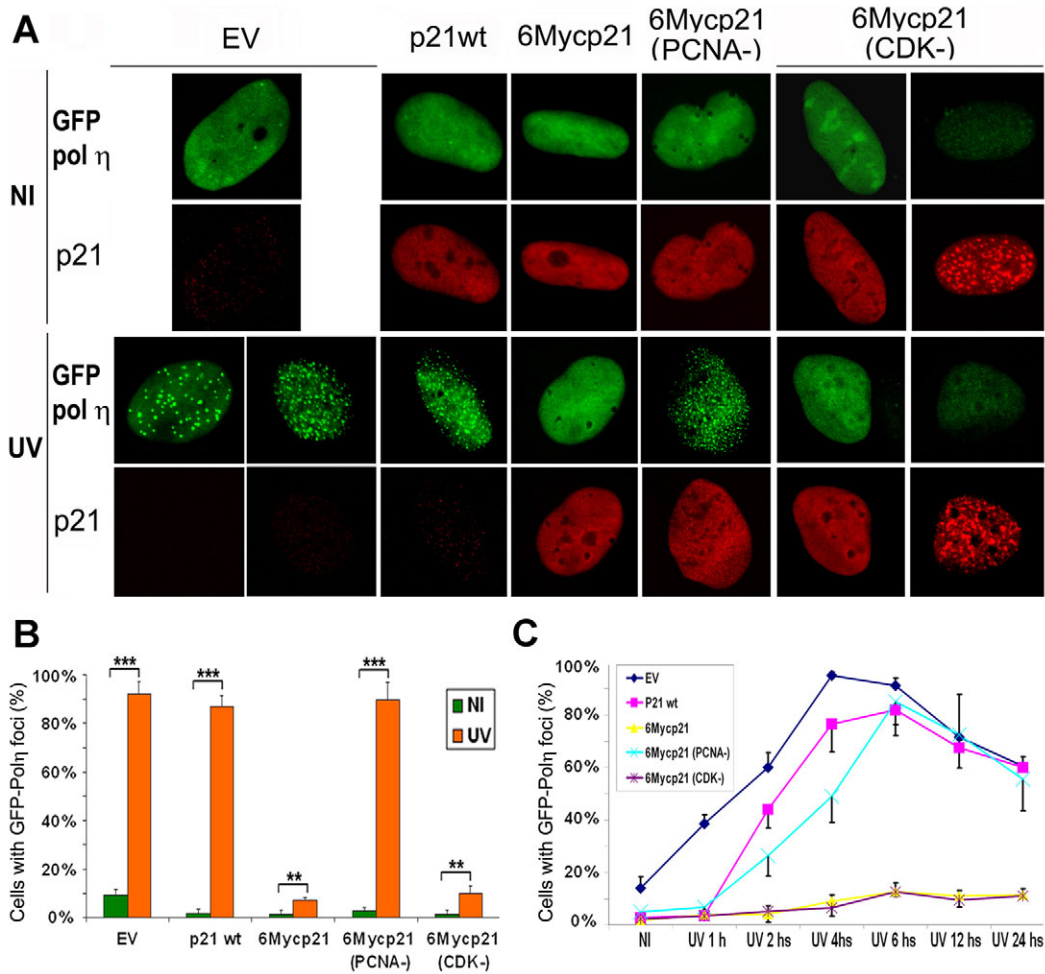 A
EV
p21wt
6Mycp21
6Mycp21
(PCNA-)
6Mycp21
(CDK-)
NI
GFP
pol η
p21
UV
GFP
pol η
p21
B
Cells with GFP-Polη foci (%)
100%
80%
60%
40%
20%
0%
***
***
**
***
**
NI
UV
EV
p21 wt
6Mycp21
6Mycp21
(PCNA-)
6Mycp21
(CDK-)
C
Cells with GFP-Polη foci (%)
100%
80%
60%
40%
20%
0%
EV
P21 wt
6Mycp21
6Mycp21 (PCNA-)
6Mycp21 (CDK-)
NI
UV 1 h
UV 2 hs
UV 4hs
UV 6 hs
UV 12 hs
UV 24 hs